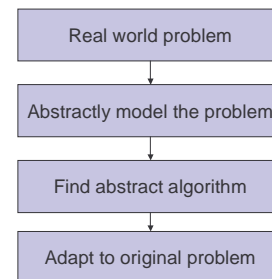 Real world problem
Abstractly model the problem
Find abstract algorithm
Adapt to original problem